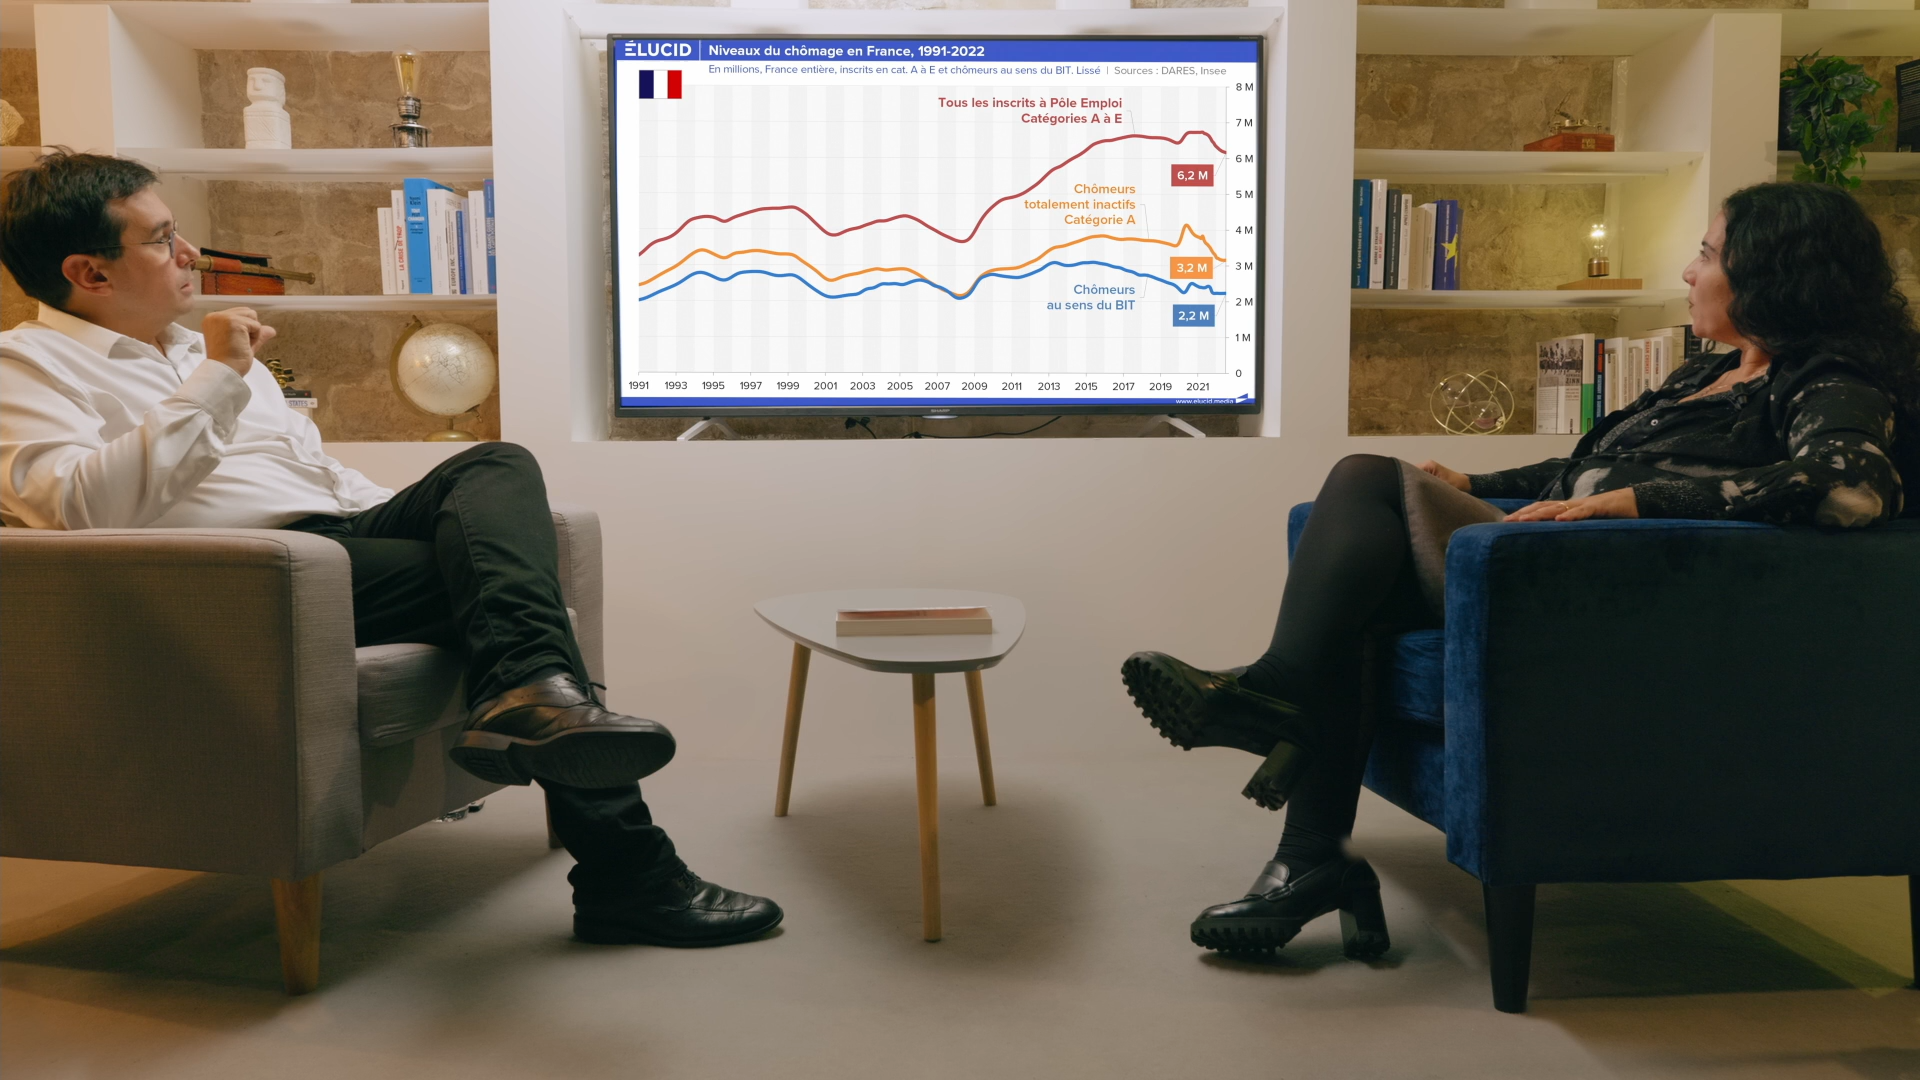 ÉLUCID
Niveaux du chômage en France, 1991-2022
En millions, France entière, inscrits en cat. A à E et chômeurs au sens du BIT. Lissé | Sources : DARES, Insee
8 M
Tous les inscrits à Pôle Emploi
Catégories A à E
7 M
6 M
6,2 M
Chômeurs
totalement inactifs
Catégorie A
5 M
4 M
3,2 M
3 M
Chômeurs
au sens du BIT
2 M
2,2 M
1 M
0
1991 1993 1995 1997 1999 2001 2003 2005 2007 2009 2011 2013 2015 2017 2019 2021
www.elucid.media